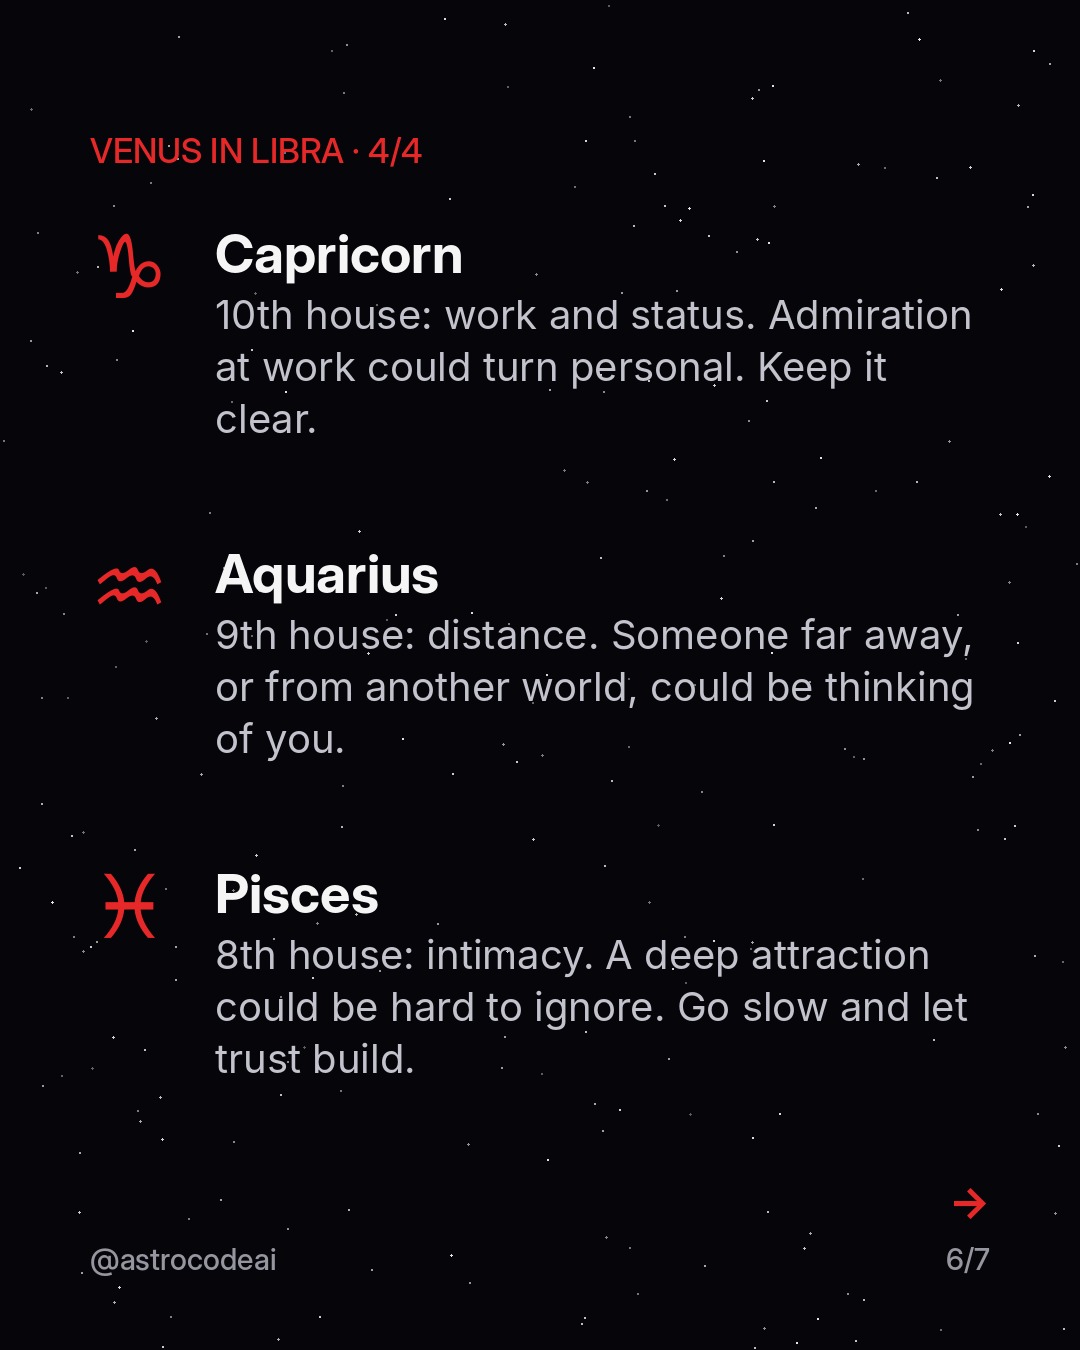 VENUS IN LIBRA · 4/4
♑ Capricorn
10th house: work and status. Admiration
at work could turn personal. Keep it
clear.
♒ Aquarius
9th house: distance. Someone far away,
or from another world, could be thinking
of you.
♓ Pisces
8th house: intimacy. A deep attraction
could be hard to ignore. Go slow and let
trust build.
→
@astrocodeai
6/7